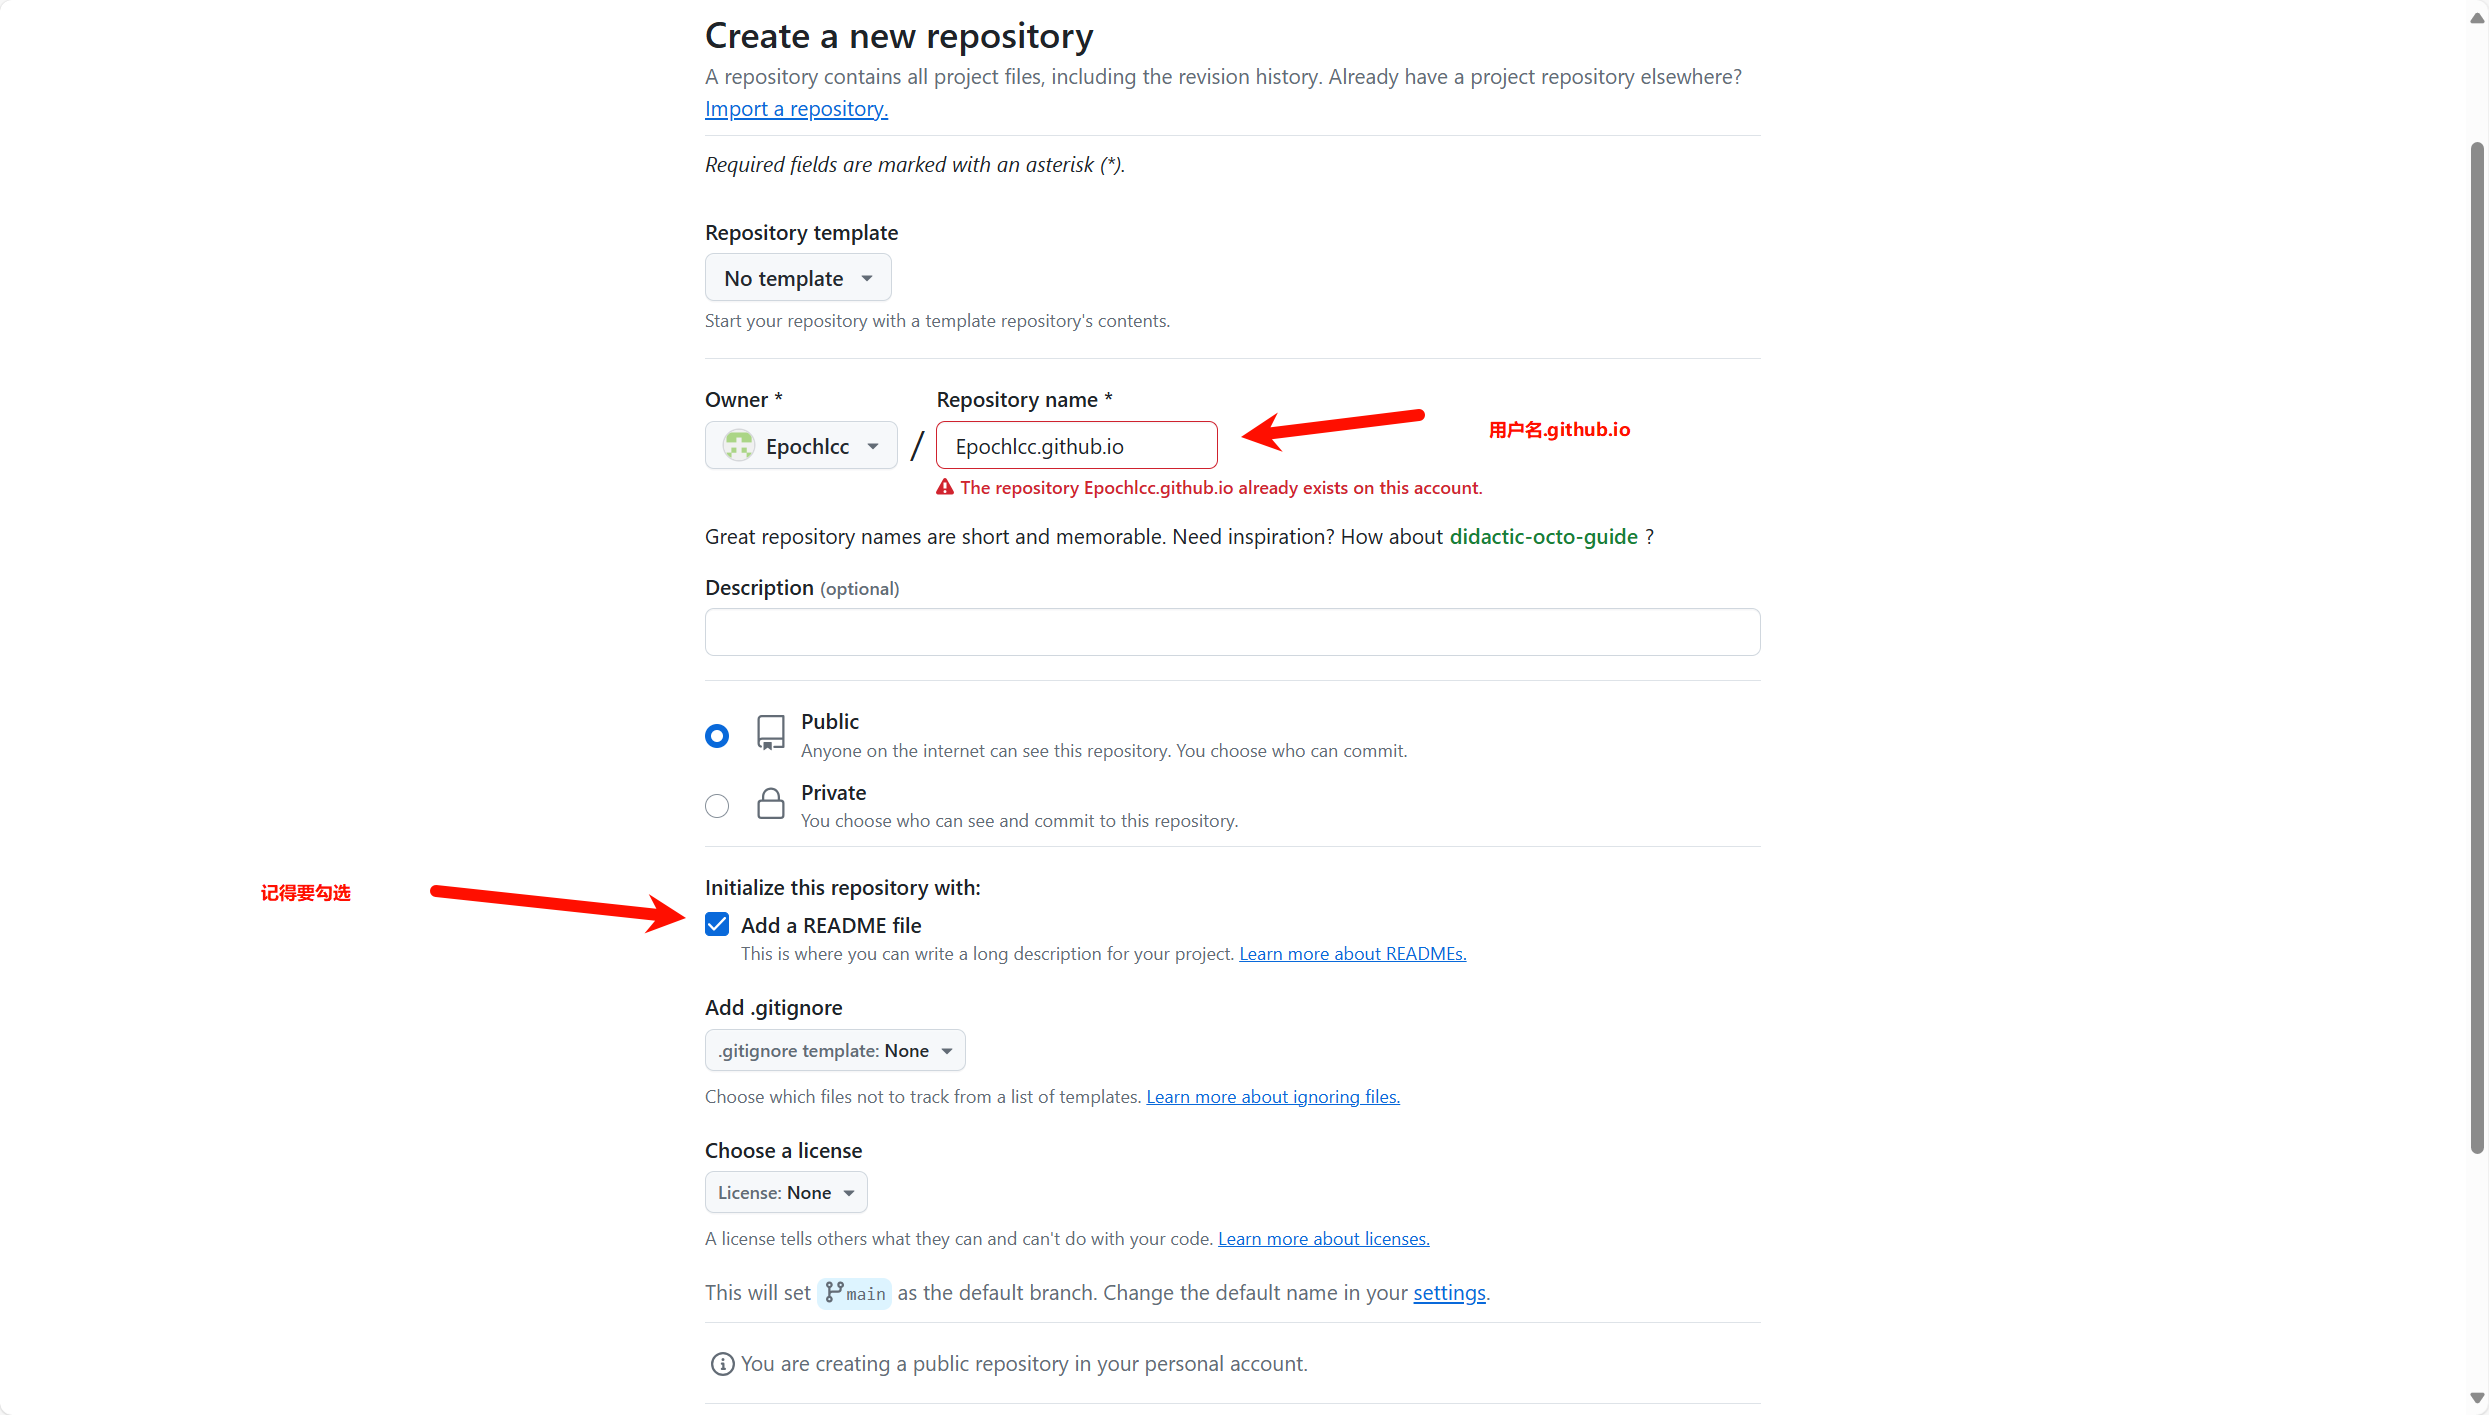 Create a new repository
A repository contains all project files, including the revision history. Already have a project repository elsewhere?
Import a repository.
Required fields are marked with an asterisk (*).
Repository template
No template
Start your repository with a template repository's contents.
Owner *
Repository name *
Epochlcc
/
Epochlcc.github.io
用户名.github.io
The repository Epochlcc.github.io already exists on this account.
Great repository names are short and memorable. Need inspiration? How about didactic-octo-guide ?
Description (optional)
Public
Anyone on the internet can see this repository. You choose who can commit.
Private
You choose who can see and commit to this repository.
Initialize this repository with:
记得要勾选
Add a README file
This is where you can write a long description for your project. Learn more about READMEs.
Add .gitignore
.gitignore template: None
Choose which files not to track from a list of templates. Learn more about ignoring files.
Choose a license
License: None
A license tells others what they can and can't do with your code. Learn more about licenses.
This will set main as the default branch. Change the default name in your settings.
You are creating a public repository in your personal account.